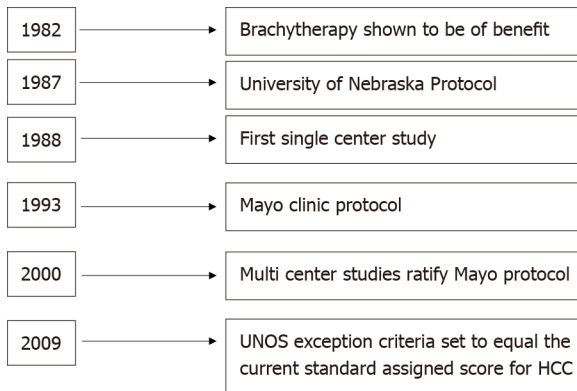 1982
Brachytherapy shown to be of benefit
1987
University of Nebraska Protocol
1988
First single center study
1993
Mayo clinic protocol
2000
Multi center studies ratify Mayo protocol
2009
UNOS exception criteria set to equal the
current standard assigned score for HCC